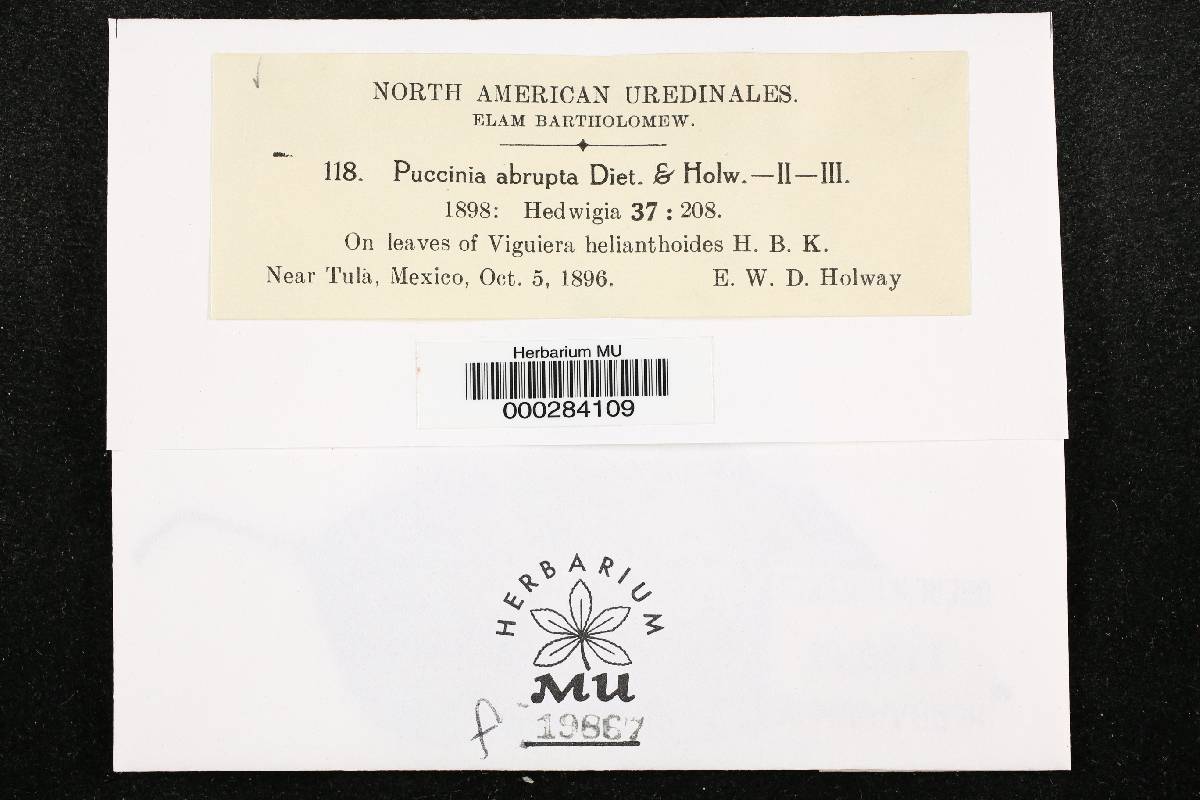 NORTH AMERICAN UREDINALES.
ELAM BARTHOLOMEW.
118. Puccinia abrupta Diet. & Holw.—II—III.
1898: Hedwigia 37 : 208.
On leaves of Viguiera helianthoides H. B. K.
Near Tula, Mexico, Oct. 5, 1896. E. W. D. Holway
Herbarium MU
000284109
HERBARIUM
MU
f 19867